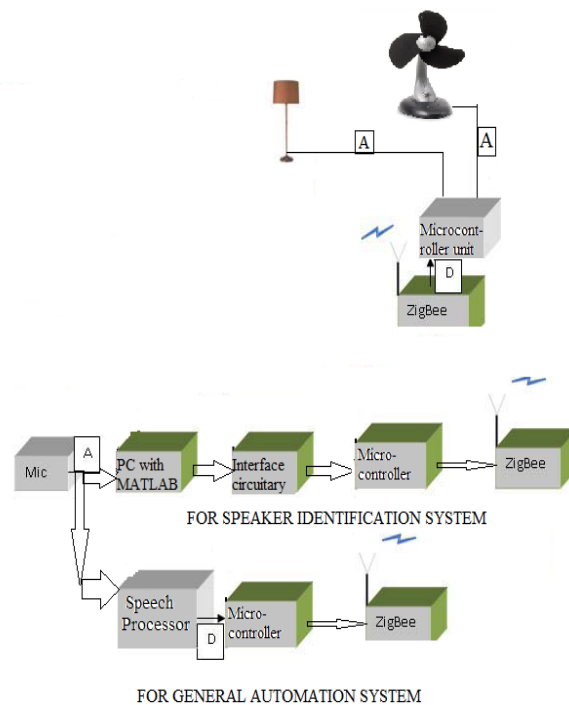 A
A
Microcont-
roller unit
D
ZigBee
A
Mic
PC with
MATLAB
Interface
circuitary
Micro-
controller
ZigBee
FOR SPEAKER IDENTIFICATION SYSTEM
Speech
Processor
D
Micro-
controller
ZigBee
FOR GENERAL AUTOMATION SYSTEM